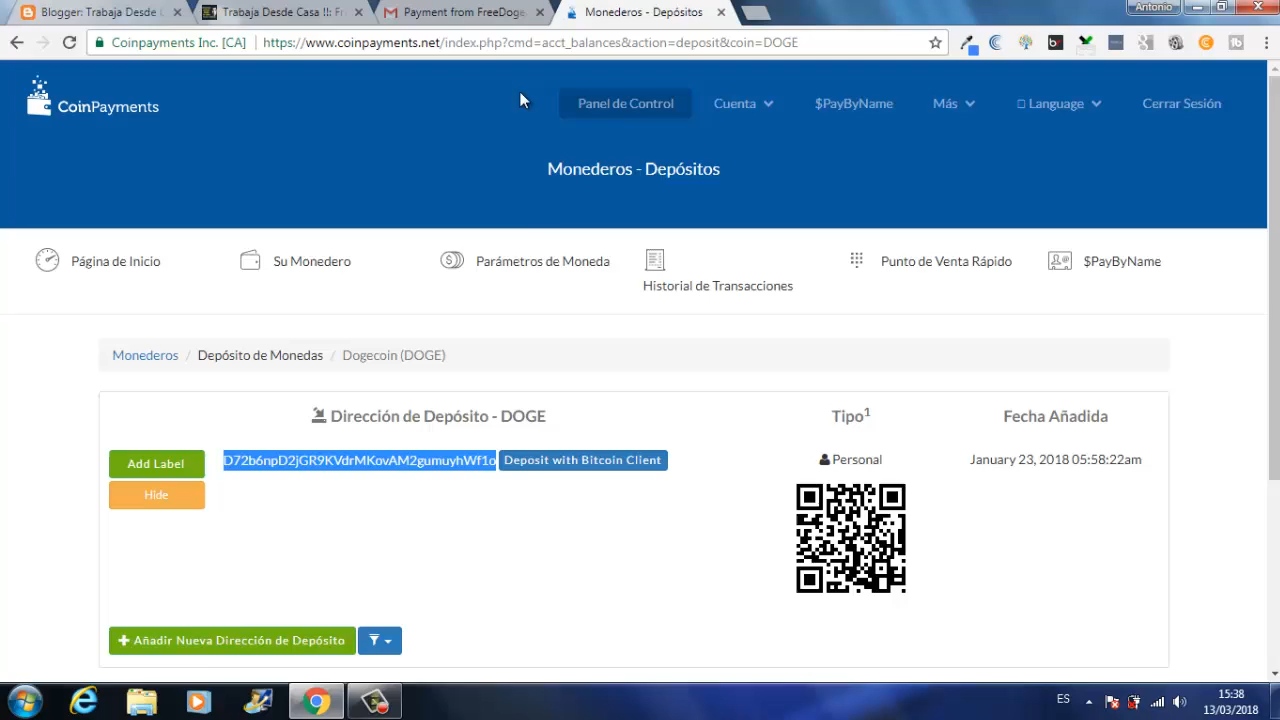 Blogger: Trabaja Desde C
Trabaja Desde Casa !!!: F
Payment from FreeDoge
Monederos - Depósitos
Antonio
Coinpayments Inc. [CA]
https://www.coinpayments.net/index.php?cmd=acct_balances&action=deposit&coin=DOGE
CoinPayments
Panel de Control
Cuenta
$PayByName
Más
Language
Cerrar Sesión
Monederos - Depósitos
Página de Inicio
Su Monedero
Parámetros de Moneda
Historial de Transacciones
Punto de Venta Rápido
$PayByName
Monederos / Depósito de Monedas / Dogecoin (DOGE)
Dirección de Depósito - DOGE
Tipo1
Fecha Añadida
Add Label
D72b6npD2jGR9KVdrMKovAM2gumuyhWf1o
Deposit with Bitcoin Client
Personal
January 23, 2018 05:58:22am
Hide
+ Añadir Nueva Dirección de Depósito
ES
15:38
13/03/2018